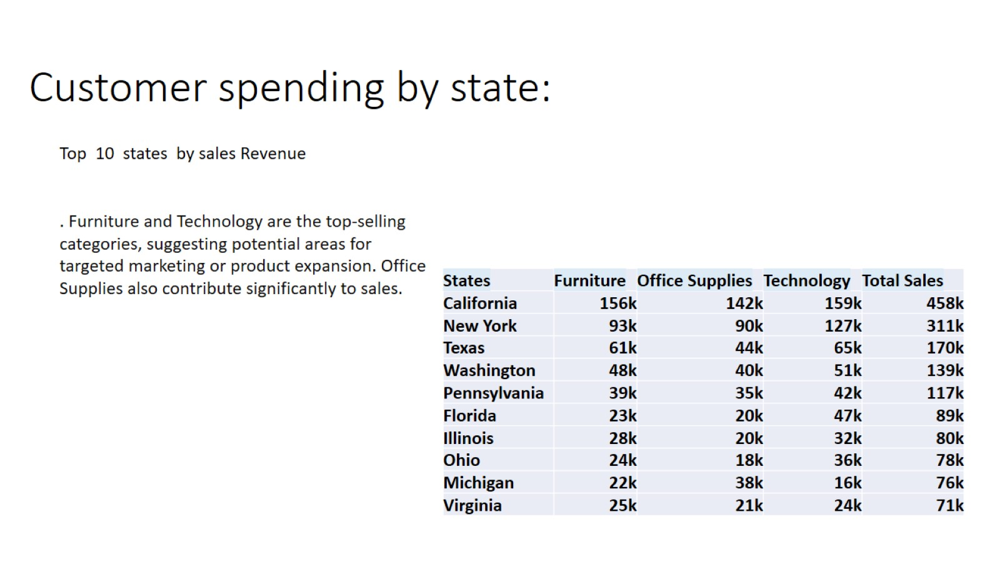 Customer spending by state:
Top 10 states by sales Revenue
. Furniture and Technology are the top-selling
categories, suggesting potential areas for
targeted marketing or product expansion. Office
Supplies also contribute significantly to sales.
States Furniture Office Supplies Technology Total Sales
California 156k 142k 159k 458k
New York 93k 90k 127k 311k
Texas 61k 44k 65k 170k
Washington 48k 40k 51k 139k
Pennsylvania 39k 35k 42k 117k
Florida 23k 20k 47k 89k
Illinois 28k 20k 32k 80k
Ohio 24k 18k 36k 78k
Michigan 22k 38k 16k 76k
Virginia 25k 21k 24k 71k